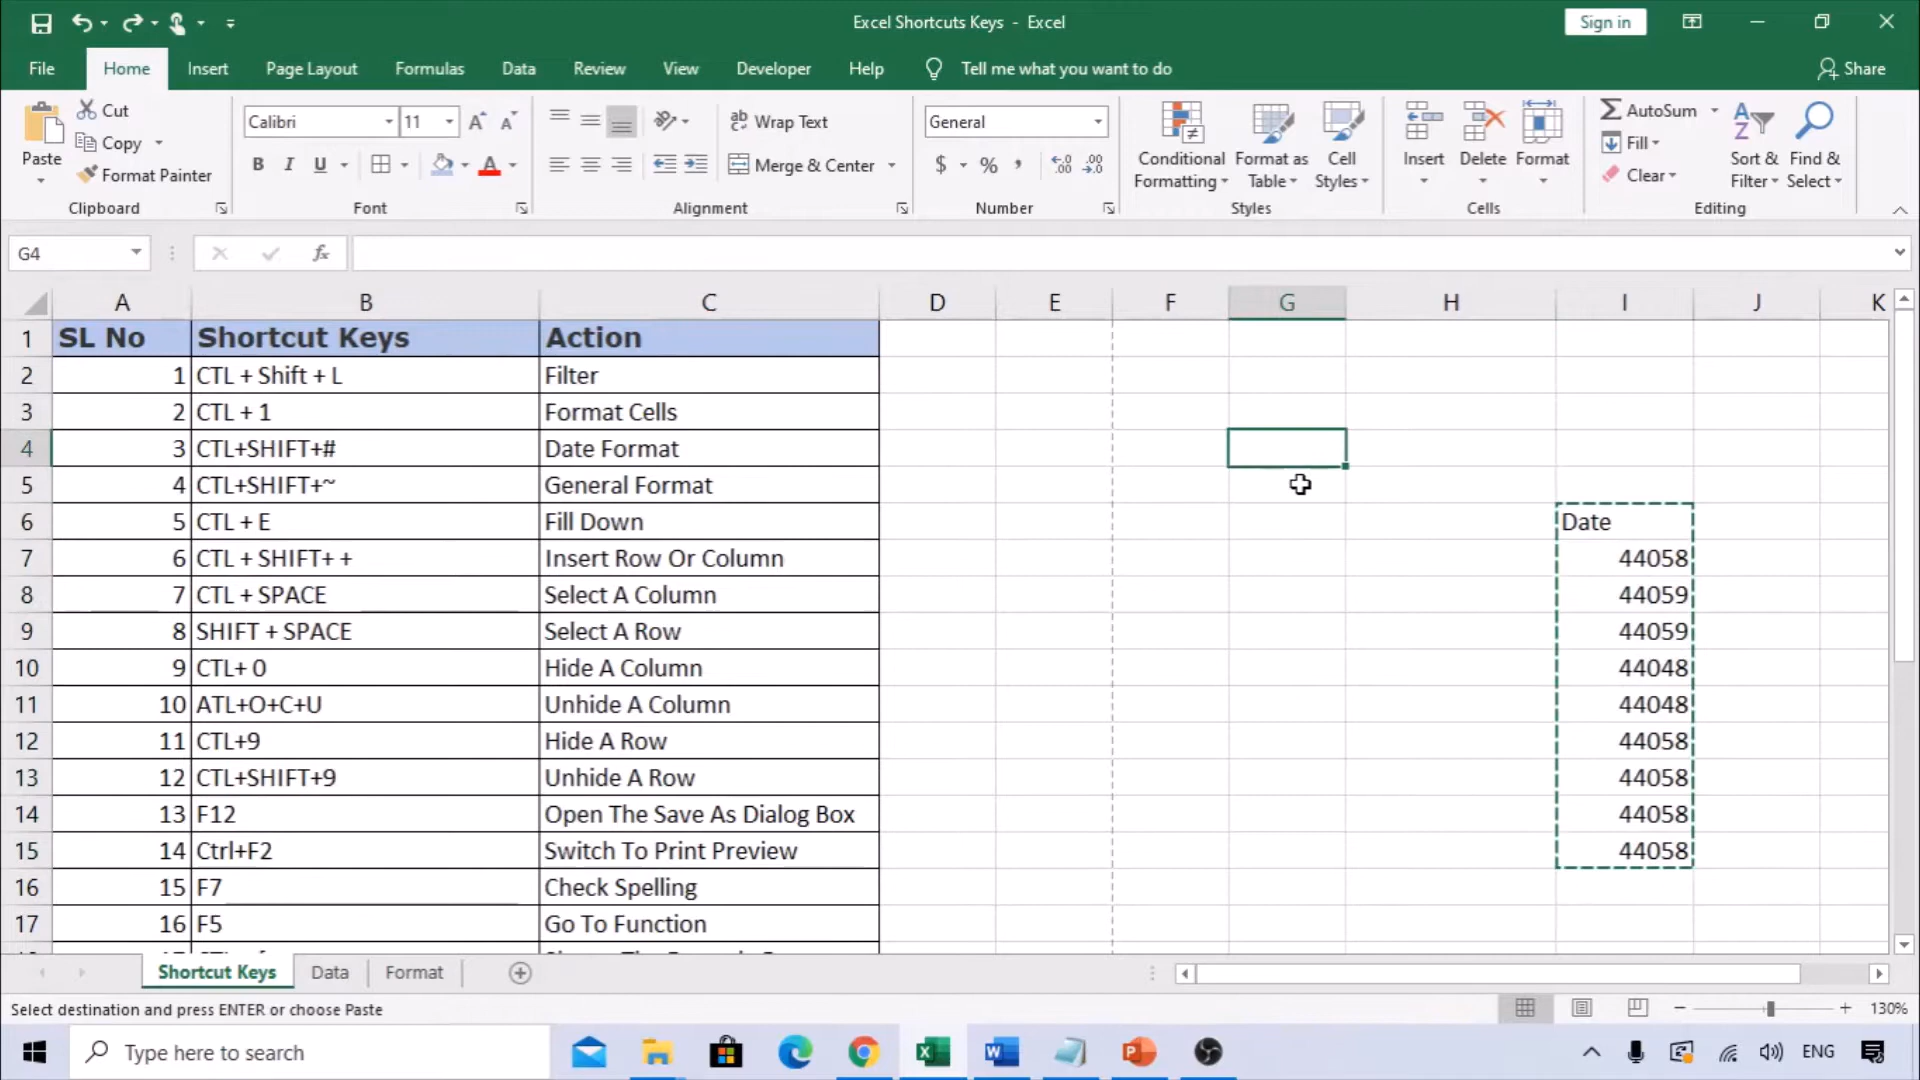 Excel Shortcuts Keys - Excel
Sign in
File Home Insert Page Layout Formulas Data Review View Developer Help Tell me what you want to do Share
Paste
Cut
Copy
Format Painter
Clipboard
Calibri 11
B I U
Font
Wrap Text
Merge & Center
Alignment
General
$ % ,
Number
Conditional Formatting
Format as Table
Cell Styles
Styles
Insert Delete Format
Cells
AutoSum
Fill
Clear
Sort & Filter
Find & Select
Editing
G4 fx
A B C D E F G H I J K
1 SL No Shortcut Keys Action
2 1 CTL + Shift + L Filter
3 2 CTL + 1 Format Cells
4 3 CTL+SHIFT+# Date Format
5 4 CTL+SHIFT+~ General Format
6 5 CTL + E Fill Down Date
7 6 CTL + SHIFT+ + Insert Row Or Column 44058
8 7 CTL + SPACE Select A Column 44059
9 8 SHIFT + SPACE Select A Row 44059
10 9 CTL+ 0 Hide A Column 44048
11 10 ATL+O+C+U Unhide A Column 44048
12 11 CTL+9 Hide A Row 44058
13 12 CTL+SHIFT+9 Unhide A Row 44058
14 13 F12 Open The Save As Dialog Box 44058
15 14 Ctrl+F2 Switch To Print Preview 44058
16 15 F7 Check Spelling
17 16 F5 Go To Function
Shortcut Keys Data Format
Select destination and press ENTER or choose Paste
130%
Type here to search
ENG